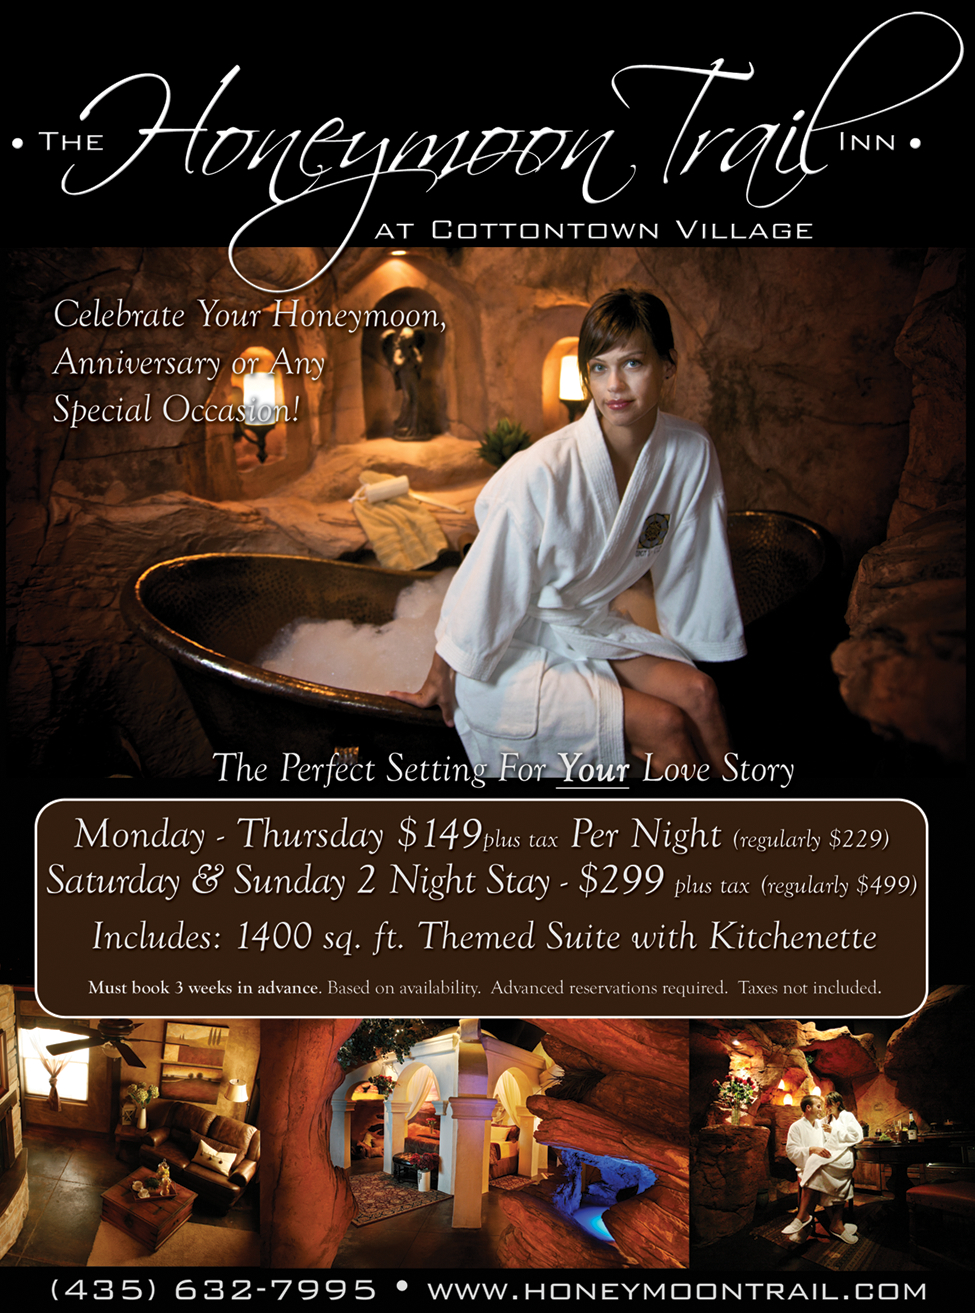 • THE Honeymoon Trail INN •
AT COTTONTOWN VILLAGE
Celebrate Your Honeymoon,
Anniversary or Any
Special Occasion!
The Perfect Setting For Your Love Story
Monday - Thursday $149 plus tax Per Night (regularly $229)
Saturday & Sunday 2 Night Stay - $299 plus tax (regularly $499)
Includes: 1400 sq. ft. Themed Suite with Kitchenette
Must book 3 weeks in advance. Based on availability. Advanced reservations required. Taxes not included.
(435) 632-7995 • WWW.HONEYMOONTRAIL.COM